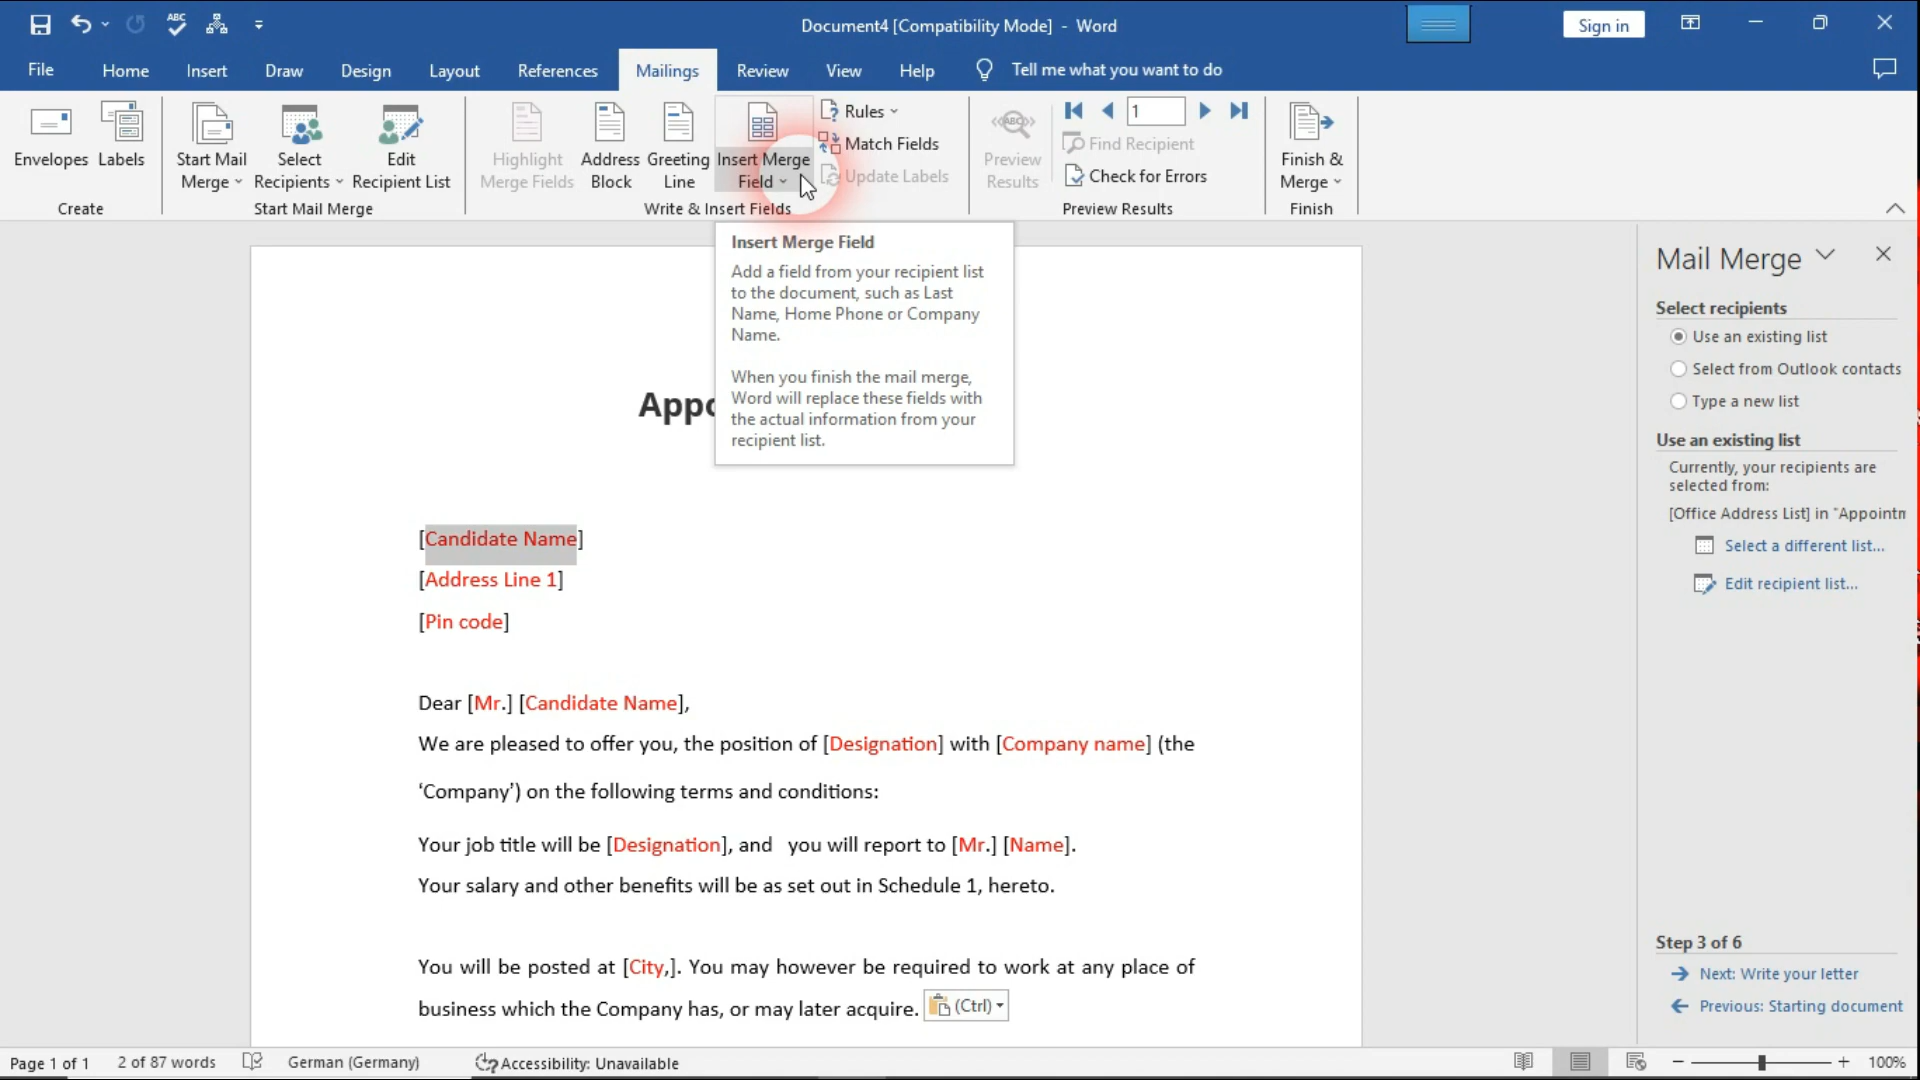 ABC
Document4 [Compatibility Mode] - Word
Sign in
File Home Insert Draw Design Layout References Mailings Review View Help Tell me what you want to do
Envelopes Labels
Start Mail Merge
Select Recipients
Edit Recipient List
Highlight Merge Fields
Address Block
Greeting Line
Insert Merge Field
Rules
Match Fields
Update Labels
ABC
Preview Results
1
Find Recipient
Check for Errors
Finish & Merge
Create
Start Mail Merge
Write & Insert Fields
Preview Results
Finish
Insert Merge Field
Add a field from your recipient list
to the document, such as Last
Name, Home Phone or Company
Name.
When you finish the mail merge,
Word will replace these fields with
the actual information from your
recipient list.
Appo
[Candidate Name]
[Address Line 1]
[Pin code]
Dear [Mr.] [Candidate Name],
We are pleased to offer you, the position of [Designation] with [Company name] (the
‘Company’) on the following terms and conditions:
Your job title will be [Designation], and you will report to [Mr.] [Name].
Your salary and other benefits will be as set out in Schedule 1, hereto.
You will be posted at [City,]. You may however be required to work at any place of
business which the Company has, or may later acquire.
(Ctrl)
Mail Merge
Select recipients
Use an existing list
Select from Outlook contacts
Type a new list
Use an existing list
Currently, your recipients are
selected from:
[Office Address List] in "Appointm
Select a different list...
Edit recipient list...
Step 3 of 6
Next: Write your letter
Previous: Starting document
Page 1 of 1 2 of 87 words German (Germany) Accessibility: Unavailable 100%